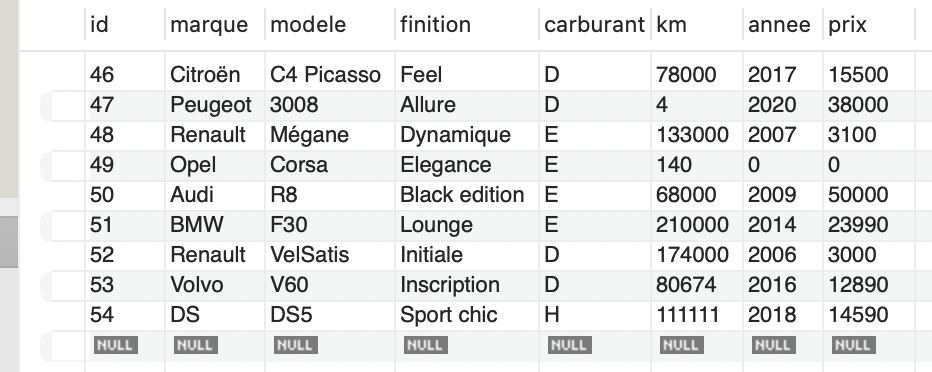 id marque modele finition carburant km annee prix
46 Citroën C4 Picasso Feel D 78000 2017 15500
47 Peugeot 3008 Allure D 4 2020 38000
48 Renault Mégane Dynamique E 133000 2007 3100
49 Opel Corsa Elegance E 140 0 0
50 Audi R8 Black edition E 68000 2009 50000
51 BMW F30 Lounge E 210000 2014 23990
52 Renault VelSatis Initiale D 174000 2006 3000
53 Volvo V60 Inscription D 80674 2016 12890
54 DS DS5 Sport chic H 111111 2018 14590
NULL NULL NULL NULL NULL NULL NULL NULL